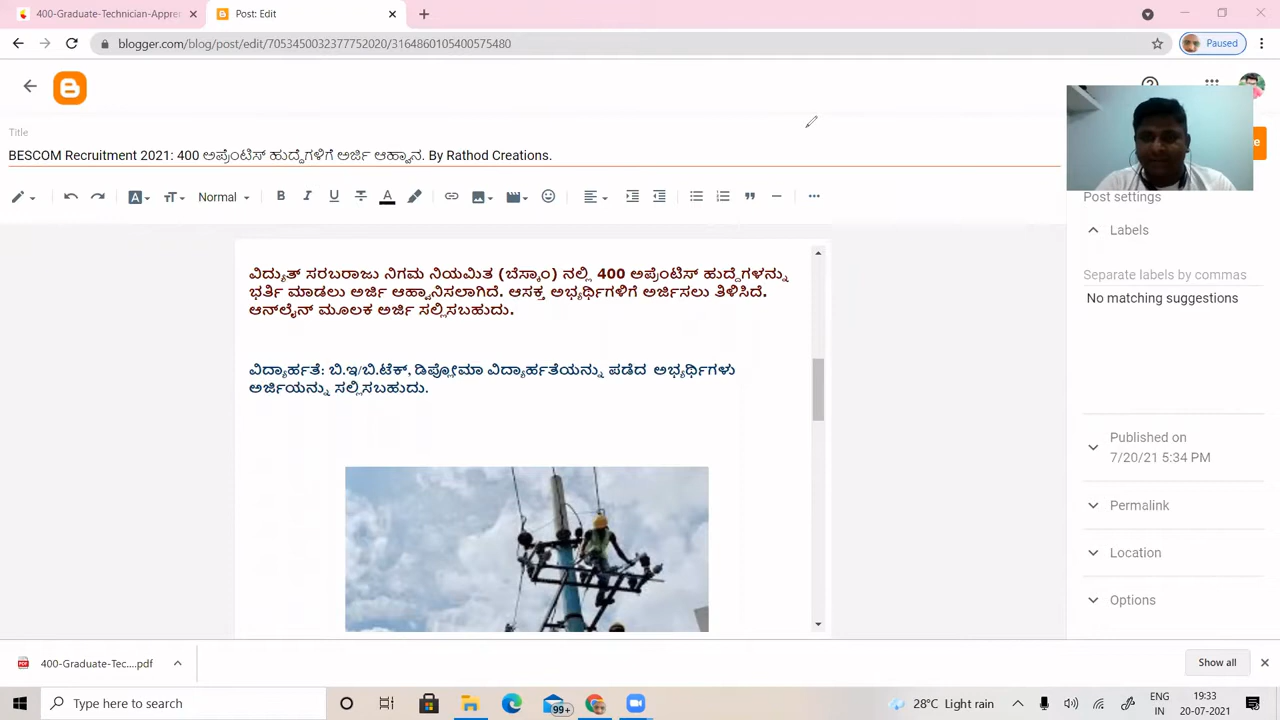 400-Graduate-Technician-Appren
Post: Edit
blogger.com/blog/post/edit/7053450032377752020/3164860105400575480
Paused
Title
BESCOM Recruitment 2021: 400 ಅಪ್ರೆಂಟಿಸ್ ಹುದ್ದೆಗಳಿಗೆ ಅರ್ಜಿ ಆಹ್ವಾನ. By Rathod Creations.
Normal
Post settings
Labels
Separate labels by commas
No matching suggestions
ವಿದ್ಯುತ್ ಸರಬರಾಜು ನಿಗಮ ನಿಯಮಿತ (ಬೆಸ್ಕಾಂ) ನಲ್ಲಿ 400 ಅಪ್ರೆಂಟಿಸ್ ಹುದ್ದೆಗಳನ್ನು
ಭರ್ತಿ ಮಾಡಲು ಅರ್ಜಿ ಆಹ್ವಾನಿಸಲಾಗಿದೆ. ಆಸಕ್ತ ಅಭ್ಯರ್ಥಿಗಳಿಗೆ ಅರ್ಜಿಸಲು ತಿಳಿಸಿದೆ.
ಆನ್‌ಲೈನ್ ಮೂಲಕ ಅರ್ಜಿ ಸಲ್ಲಿಸಬಹುದು.
ವಿದ್ಯಾರ್ಹತೆ: ಬಿ.ಇ/ಬಿ.ಟೆಕ್, ಡಿಪ್ಲೋಮಾ ವಿದ್ಯಾರ್ಹತೆಯನ್ನು ಪಡೆದ ಅಭ್ಯರ್ಥಿಗಳು
ಅರ್ಜಿಯನ್ನು ಸಲ್ಲಿಸಬಹುದು.
Published on
7/20/21 5:34 PM
Permalink
Location
Options
400-Graduate-Tec....pdf
Show all
Type here to search
99+
28°C Light rain
ENG
IN
19:33
20-07-2021